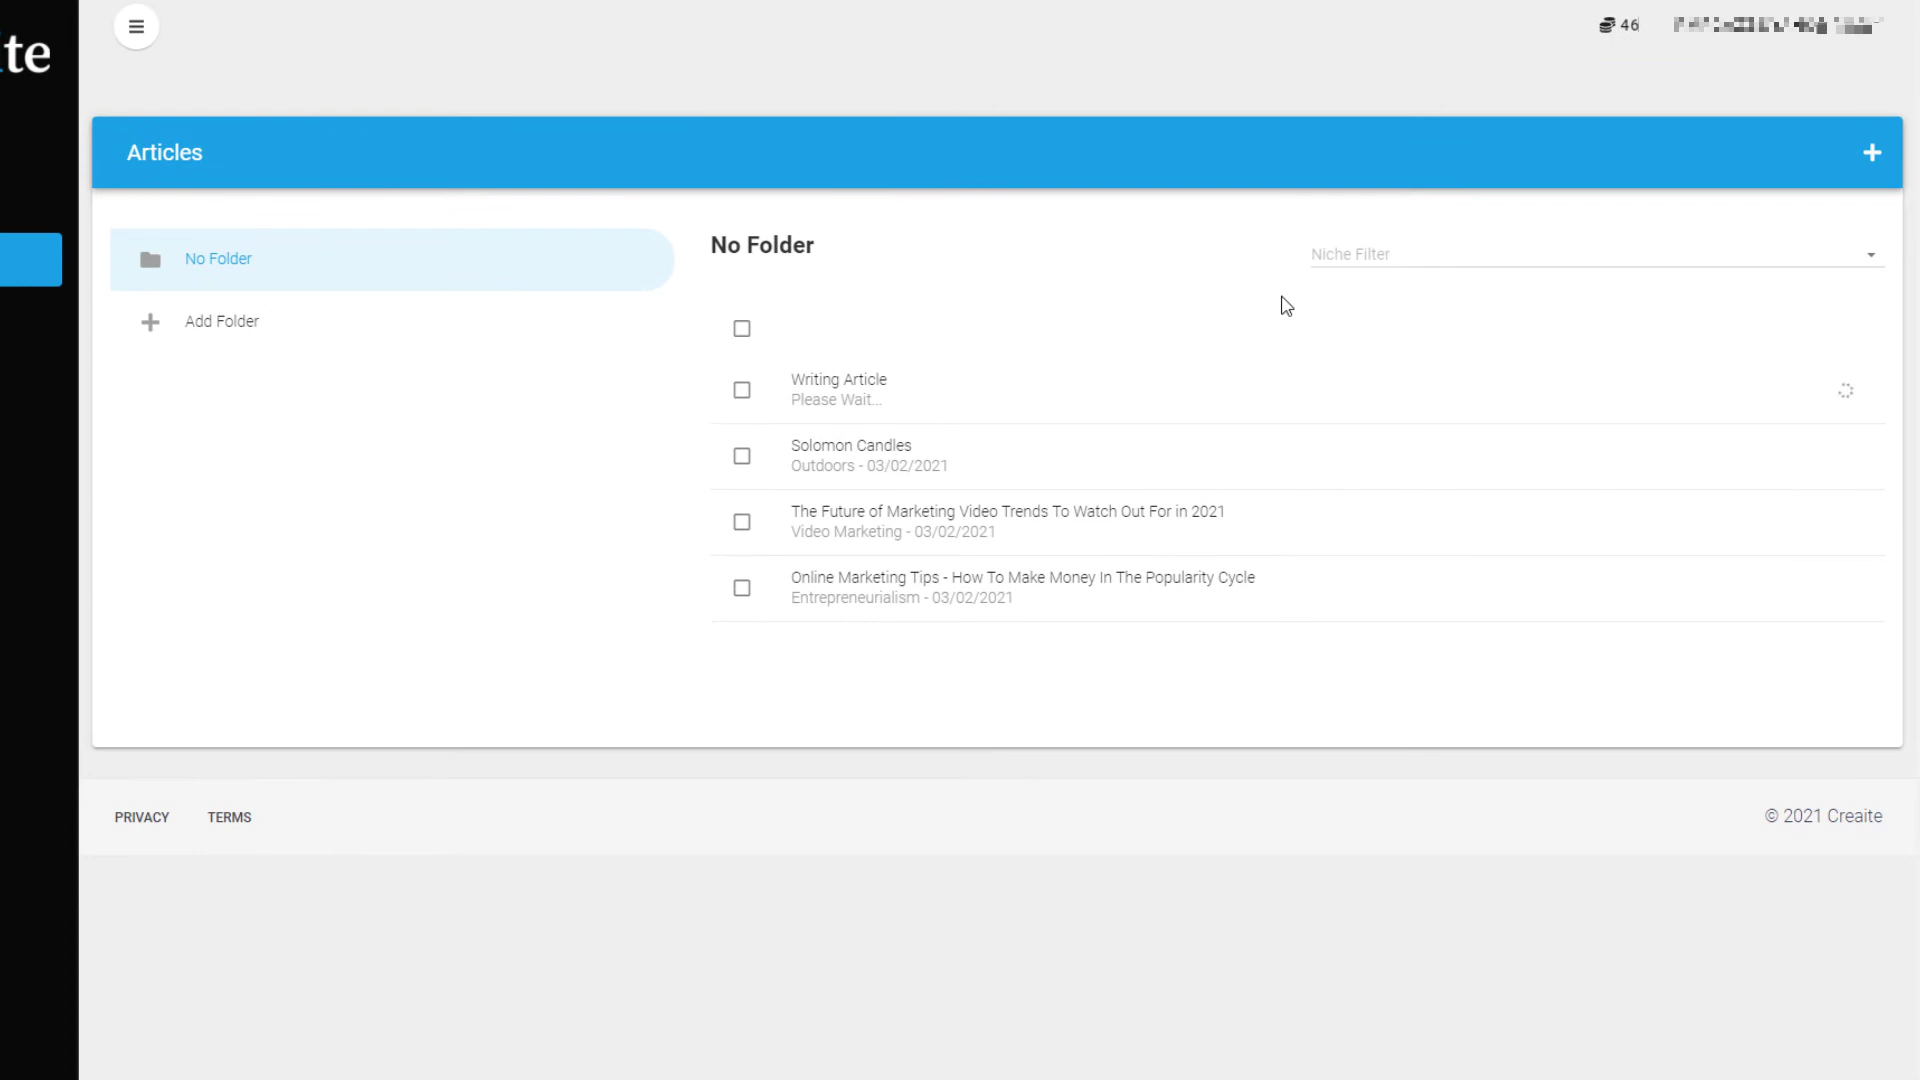 te
46
Articles
No Folder
Add Folder
No Folder
Niche Filter
Writing Article
Please Wait...
Solomon Candles
Outdoors - 03/02/2021
The Future of Marketing Video Trends To Watch Out For in 2021
Video Marketing - 03/02/2021
Online Marketing Tips - How To Make Money In The Popularity Cycle
Entrepreneurialism - 03/02/2021
PRIVACY TERMS
© 2021 Creaite